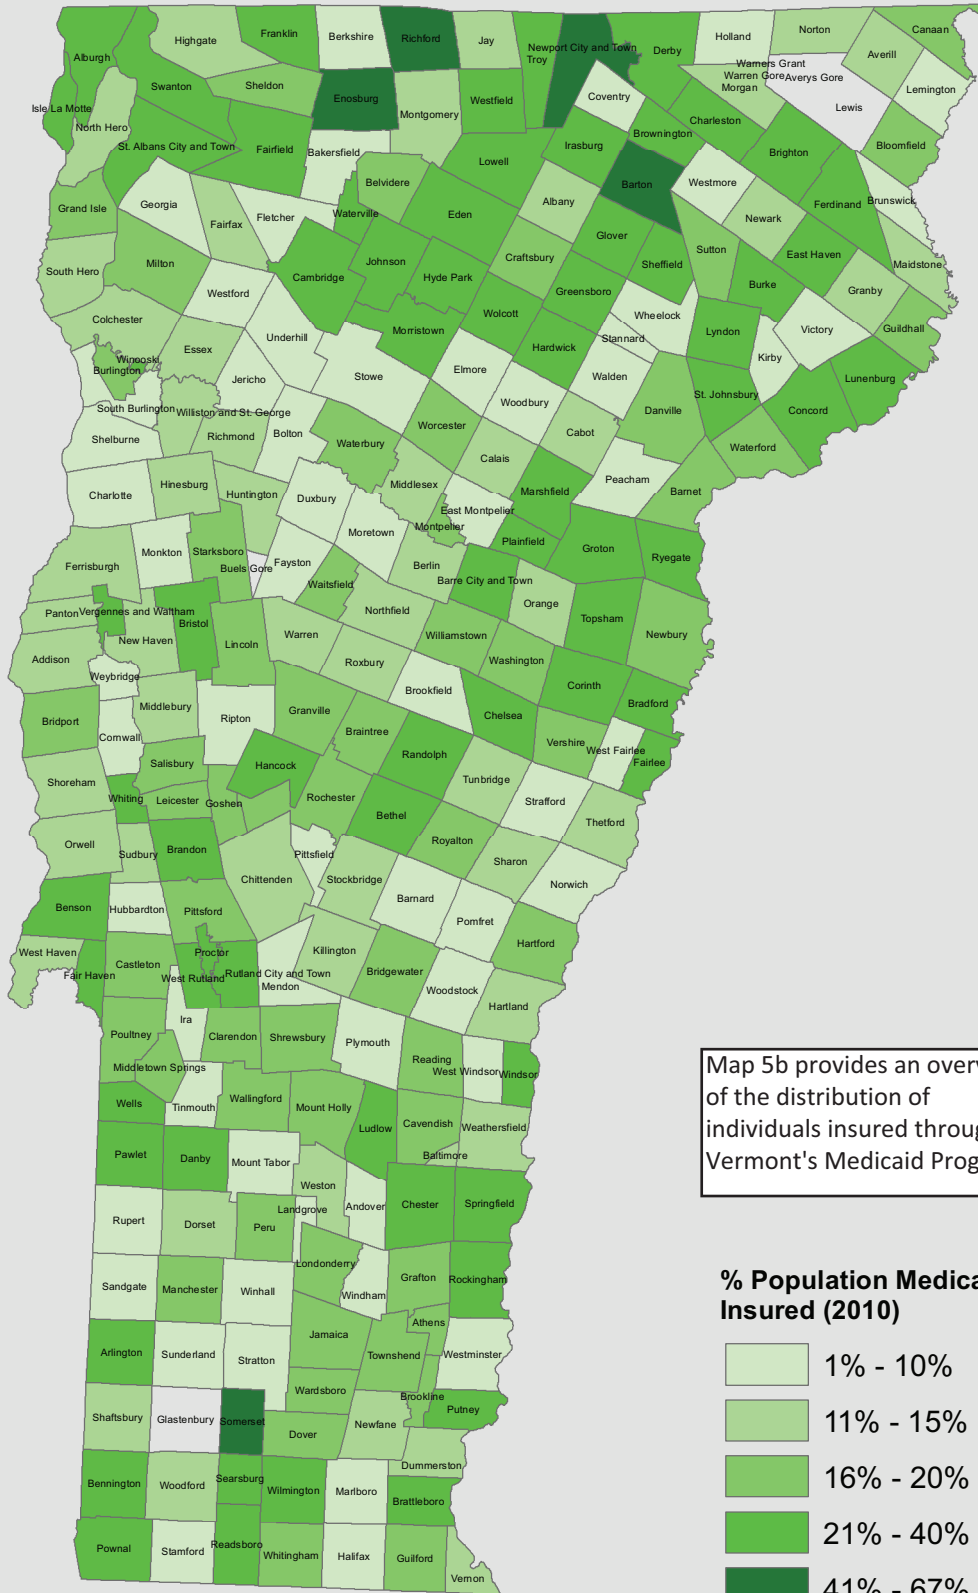 Highgate
Franklin
Berkshire
Richford
Jay
Newport City and Town
Troy
Derby
Holland
Norton
Canaan
Averill
Alburgh
Swanton
Sheldon
Enosburg
Montgomery
Westfield
Coventry
Warners Grant
Warren Gore
Averys Gore
Morgan
Lewis
Lemington
Isle La Motte
North Hero
St. Albans City and Town
Fairfield
Bakersfield
Lowell
Irasburg
Brownington
Charleston
Brighton
Bloomfield
Grand Isle
Georgia
Fairfax
Fletcher
Belvidere
Waterville
Eden
Albany
Barton
Westmore
Newark
Ferdinand
Brunswick
South Hero
Milton
Westford
Cambridge
Johnson
Hyde Park
Craftsbury
Glover
Sheffield
Sutton
East Haven
Maidstone
Burke
Granby
Greensboro
Colchester
Essex
Underhill
Morristown
Wolcott
Hardwick
Wheelock
Stannard
Lyndon
Kirby
Victory
Guildhall
Winooski
Burlington
Jericho
Stowe
Elmore
Woodbury
Walden
St. Johnsbury
Concord
Lunenburg
South Burlington
Williston and St. George
Shelburne
Richmond
Bolton
Waterbury
Worcester
Calais
Cabot
Danville
Waterford
Charlotte
Hinesburg
Huntington
Duxbury
Middlesex
East Montpelier
Montpelier
Marshfield
Peacham
Barnet
Moretown
Plainfield
Groton
Ryegate
Ferrisburgh
Monkton
Starksboro
Buels Gore
Fayston
Waitsfield
Berlin
Barre City and Town
Orange
Topsham
Newbury
Panton
Vergennes and Waltham
Bristol
New Haven
Lincoln
Warren
Northfield
Williamstown
Washington
Addison
Weybridge
Roxbury
Brookfield
Corinth
Bradford
Bridport
Cornwall
Middlebury
Ripton
Granville
Braintree
Chelsea
Vershire
West Fairlee
Fairlee
Randolph
Tunbridge
Strafford
Thetford
Shoreham
Salisbury
Hancock
Whiting
Leicester
Goshen
Rochester
Bethel
Royalton
Sharon
Norwich
Orwell
Sudbury
Brandon
Chittenden
Pittsfield
Stockbridge
Barnard
Pomfret
Hartford
Benson
Hubbardton
Pittsford
West Haven
Fair Haven
Castleton
Proctor
West Rutland
Rutland City and Town
Mendon
Killington
Bridgewater
Woodstock
Hartland
Ira
Poultney
Clarendon
Shrewsbury
Plymouth
Reading
West Windsor
Windsor
Middletown Springs
Map 5b provides an over
of the distribution of
individuals insured throug
Vermont's Medicaid Prog
Wells
Tinmouth
Wallingford
Mount Holly
Ludlow
Cavendish
Weathersfield
Baltimore
Pawlet
Danby
Mount Tabor
Weston
Landgrove
Andover
Chester
Springfield
Rupert
Dorset
Peru
Londonderry
Windham
Grafton
Rockingham
Sandgate
Manchester
Winhall
Jamaica
Athens
Townshend
Westminster
Arlington
Sunderland
Stratton
Wardsboro
Brookline
Putney
Shaftsbury
Glastenbury
Somerset
Dover
Newfane
Dummerston
Bennington
Woodford
Searsburg
Wilmington
Marlboro
Brattleboro
Pownal
Stamford
Readsboro
Whitingham
Halifax
Guilford
Vernon
% Population Medica
Insured (2010)
1% - 10%
11% - 15%
16% - 20%
21% - 40%
41% - 67%